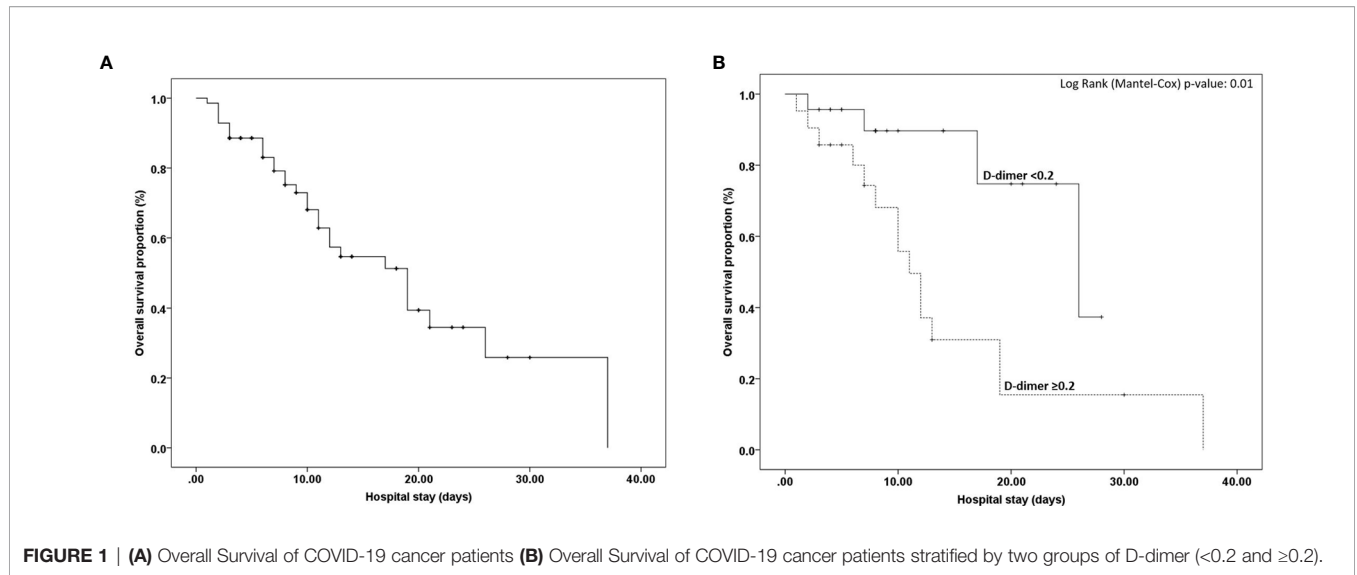 A
Overall survival proportion (%)
1.0
0.8
0.6
0.4
0.2
0.0
.00
10.00
20.00
30.00
40.00
Hospital stay (days)
B
Log Rank (Mantel-Cox) p-value: 0.01
Overall survival proportion (%)
1.0
0.8
0.6
0.4
0.2
0.0
D-dimer <0.2
D-dimer ≥0.2
.00
10.00
20.00
30.00
40.00
Hospital stay (days)
FIGURE 1 | (A) Overall Survival of COVID-19 cancer patients (B) Overall Survival of COVID-19 cancer patients stratified by two groups of D-dimer (<0.2 and ≥0.2).